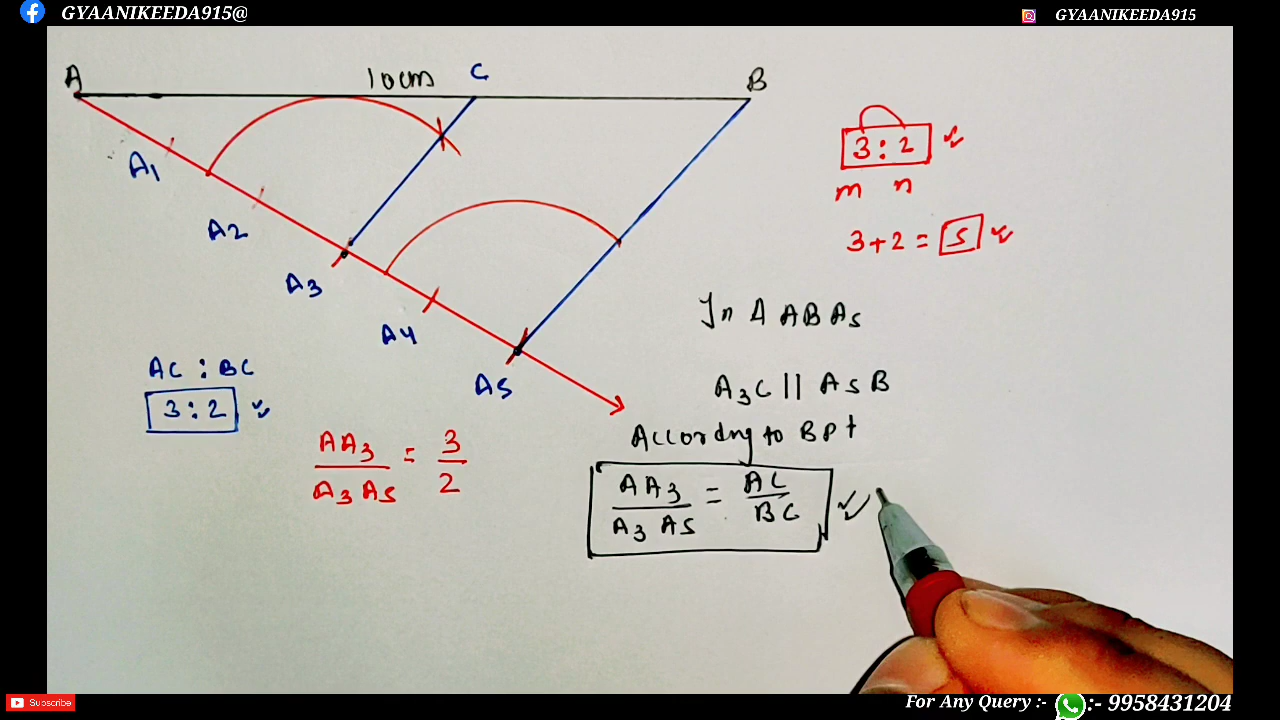 GYAANIKEEDA915@
GYAANIKEEDA915
A
10cm
C
B
A1
A2
A3
A4
A5
3 : 2
m n
3+2 = 5
In Δ ABA5
A3C || A5B
Accordng to BPt
AA3 / A3A5 = AC / BC
AC : BC
3 : 2
AA3 / A3A5 = 3 / 2
Subscribe
For Any Query :- :- 9958431204